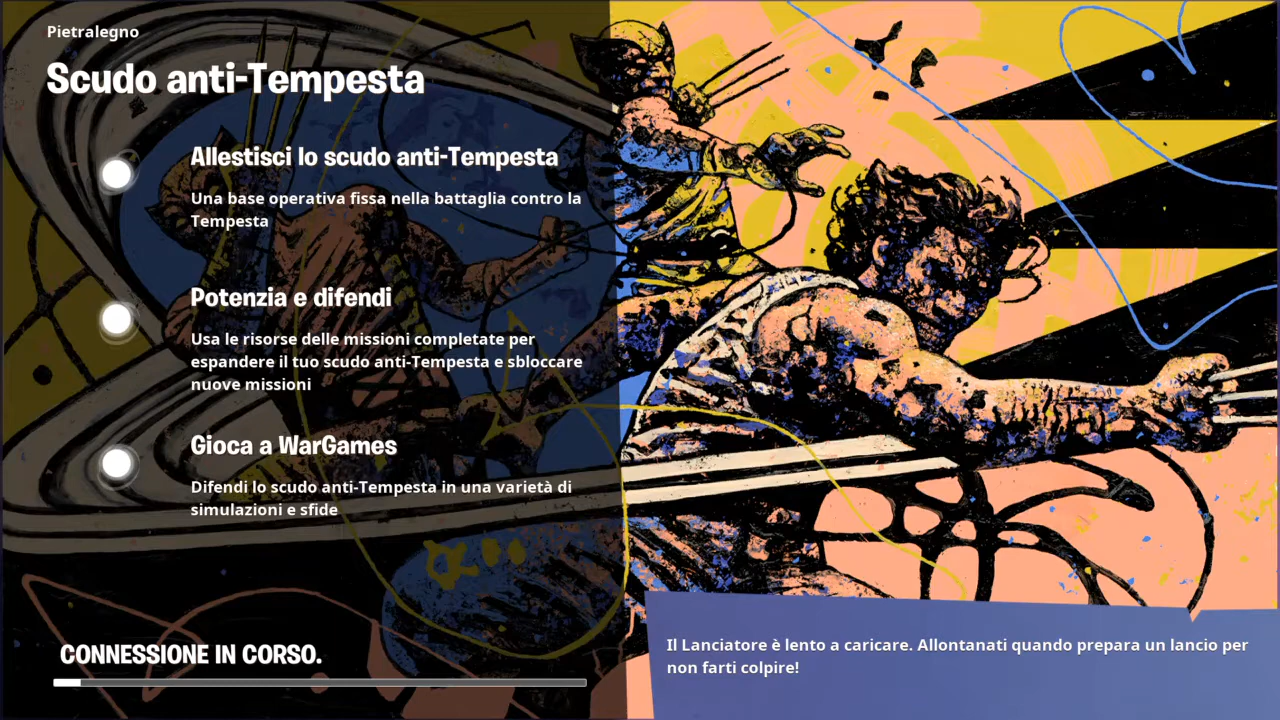 Pietralegno
Scudo anti-Tempesta
Allestisci lo scudo anti-Tempesta
Una base operativa fissa nella battaglia contro la
Tempesta
Potenzia e difendi
Usa le risorse delle missioni completate per
espandere il tuo scudo anti-Tempesta e sbloccare
nuove missioni
Gioca a WarGames
Difendi lo scudo anti-Tempesta in una varietà di
simulazioni e sfide
CONNESSIONE IN CORSO.
Il Lanciatore è lento a caricare. Allontanati quando prepara un lancio per
non farti colpire!